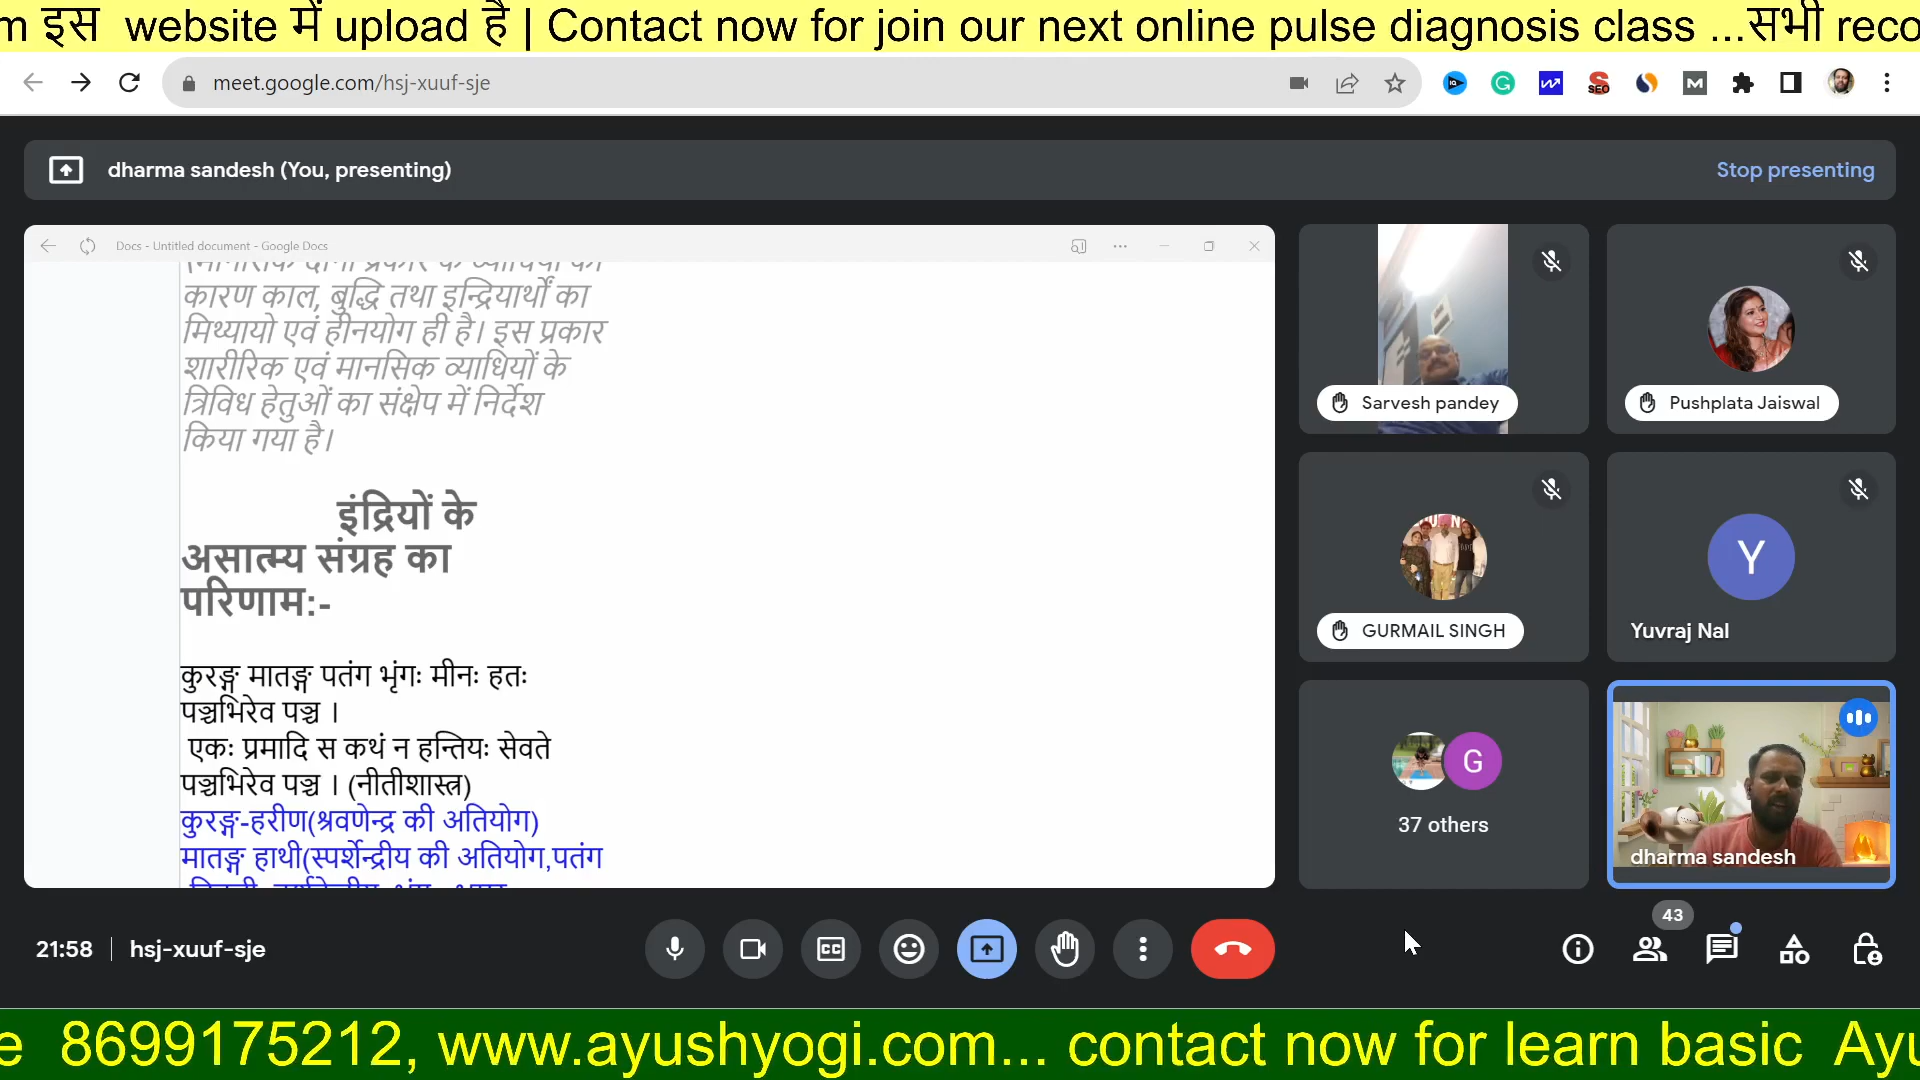 m इस website में upload है | Contact now for join our next online pulse diagnosis class ...सभी reco
meet.google.com/hsj-xuuf-sje
dharma sandesh (You, presenting)
Stop presenting
Docs - Untitled document - Google Docs
कारण काल, बुद्धि तथा इन्द्रियार्थों का
मिथ्यायो एवं हीनयोग ही है। इस प्रकार
शारीरिक एवं मानसिक व्याधियों के
त्रिविध हेतुओं का संक्षेप में निर्देश
किया गया है।
इंद्रियों के
असात्म्य संग्रह का
परिणाम:-
कुरङ्ग मातङ्ग पतंग भृंगः मीनः हतः
पञ्चभिरेव पञ्च ।
एकः प्रमादि स कथं न हन्तियः सेवते
पञ्चभिरेव पञ्च । (नीतीशास्त्र)
कुरङ्ग-हरीण(श्रवणेन्द्र की अतियोग)
मातङ्ग हाथी(स्पर्शेन्द्रीय की अतियोग,पतंग
Sarvesh pandey
Pushplata Jaiswal
GURMAIL SINGH
Y
Yuvraj Nal
G
37 others
dharma sandesh
21:58 | hsj-xuuf-sje
43
e 8699175212, www.ayushyogi.com... contact now for learn basic Ayu